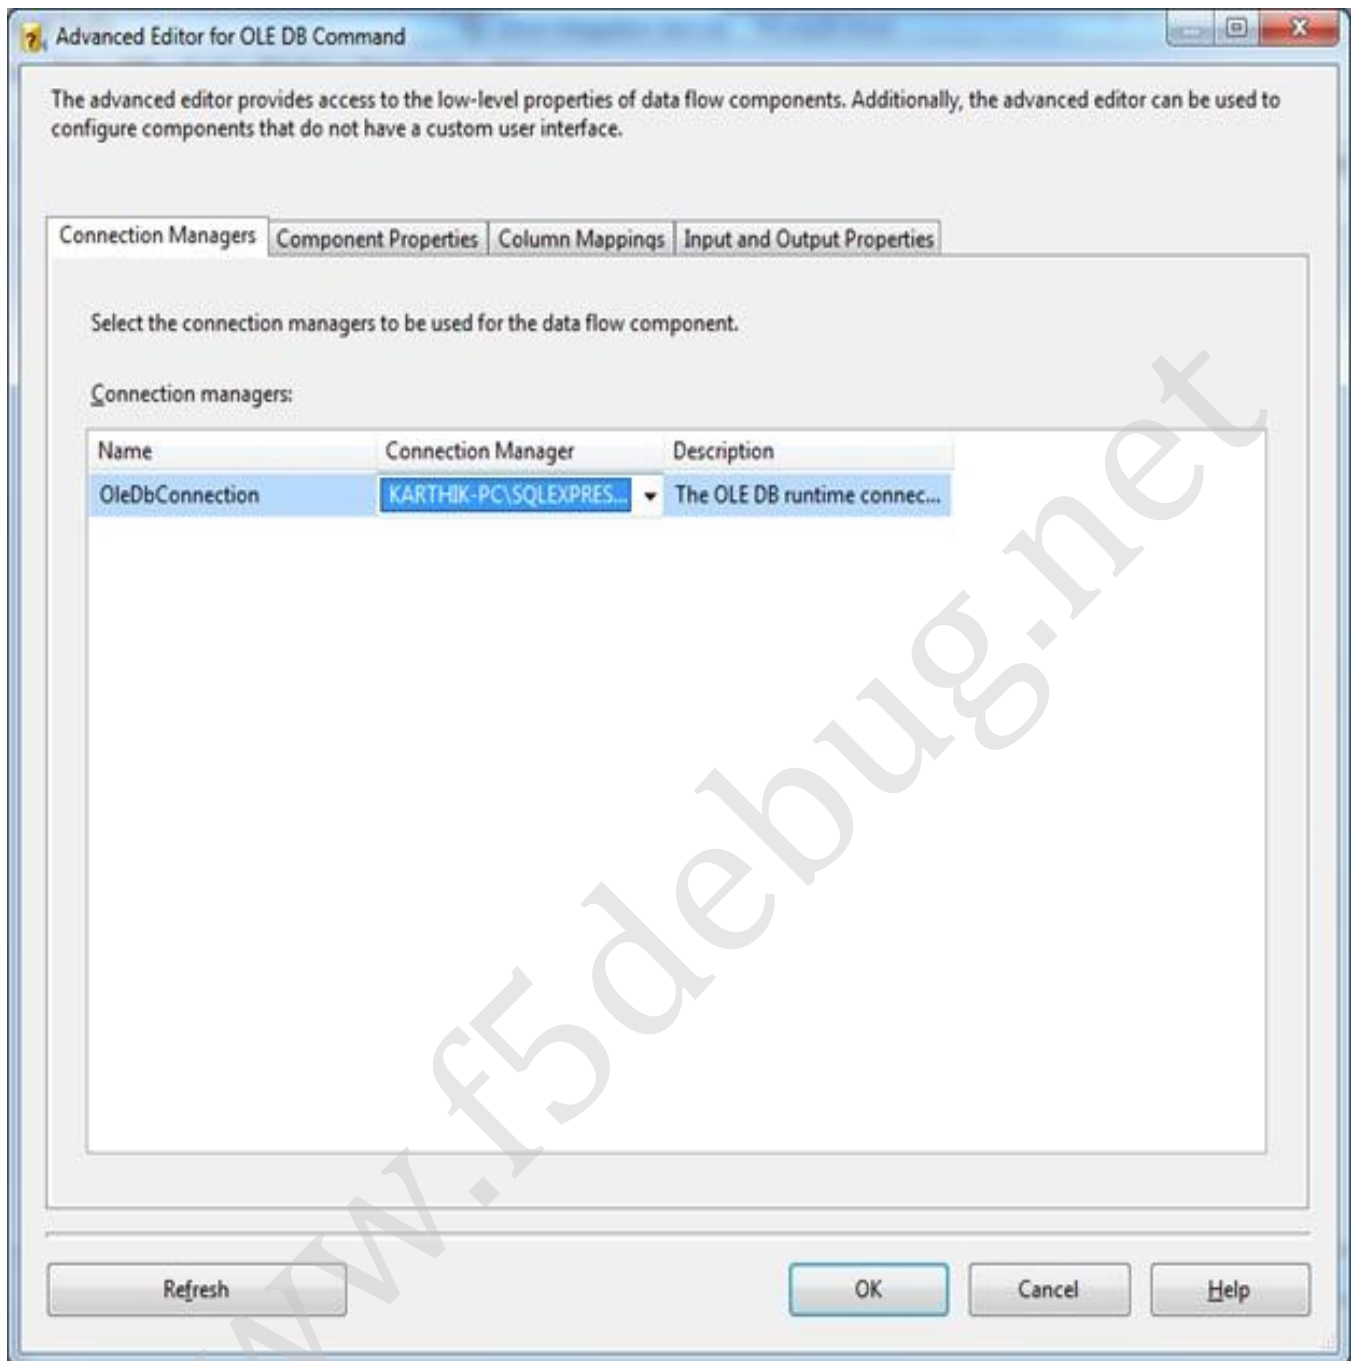 Advanced Editor for OLE DB Command
The advanced editor provides access to the low-level properties of data flow components. Additionally, the advanced editor can be used to
configure components that do not have a custom user interface.
Connection Managers Component Properties Column Mappings Input and Output Properties
Select the connection managers to be used for the data flow component.
Connection managers:
Name Connection Manager Description
OleDbConnection KARTHIK-PC\SQLEXPRES... The OLE DB runtime connec...
Refresh OK Cancel Help
w.f5debug.net